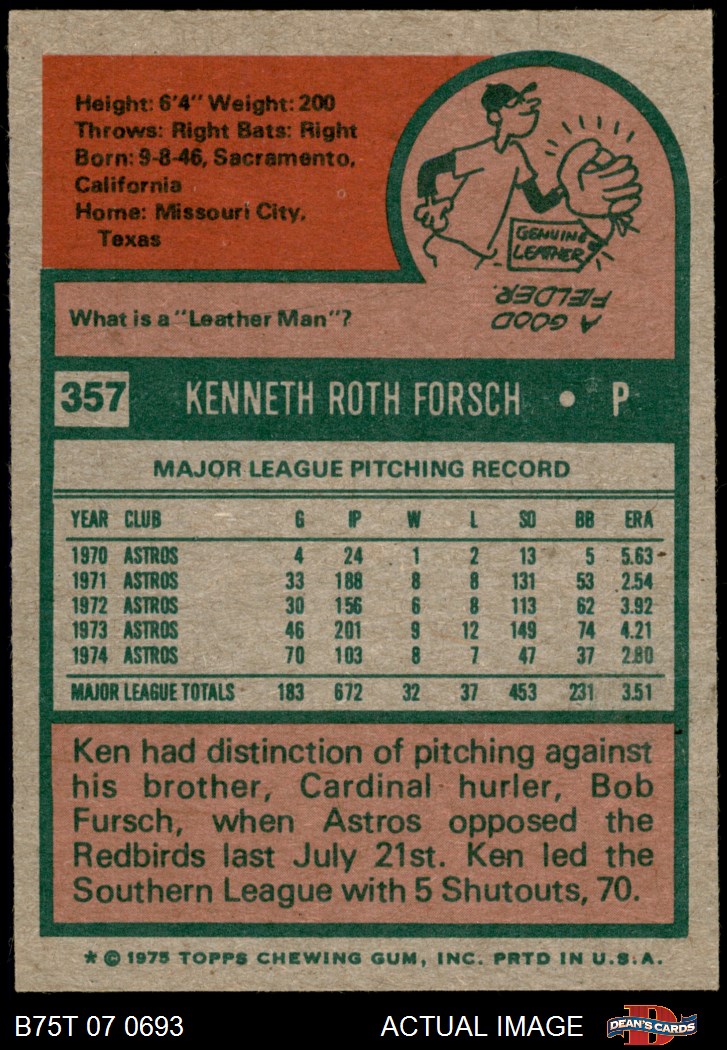 Height: 6'4" Weight: 200
Throws: Right Bats: Right
Born: 9-8-46, Sacramento,
California
Home: Missouri City,
Texas
GENUINE
LEATHER
What is a "Leather Man"?
A GOOD
FIELDER.
357 KENNETH ROTH FORSCH • P
MAJOR LEAGUE PITCHING RECORD
YEAR CLUB G IP W L SO BB ERA
1970 ASTROS 4 24 1 2 13 5 5.63
1971 ASTROS 33 188 8 8 131 53 2.54
1972 ASTROS 30 156 6 8 113 62 3.92
1973 ASTROS 46 201 9 12 149 74 4.21
1974 ASTROS 70 103 8 7 47 37 2.80
MAJOR LEAGUE TOTALS 183 672 32 37 453 231 3.51
Ken had distinction of pitching against
his brother, Cardinal hurler, Bob
Fursch, when Astros opposed the
Redbirds last July 21st. Ken led the
Southern League with 5 Shutouts, 70.
* © 1975 TOPPS CHEWING GUM, INC. PRTD IN U.S.A.
B75T 07 0693 ACTUAL IMAGE D DEAN'S CARDS